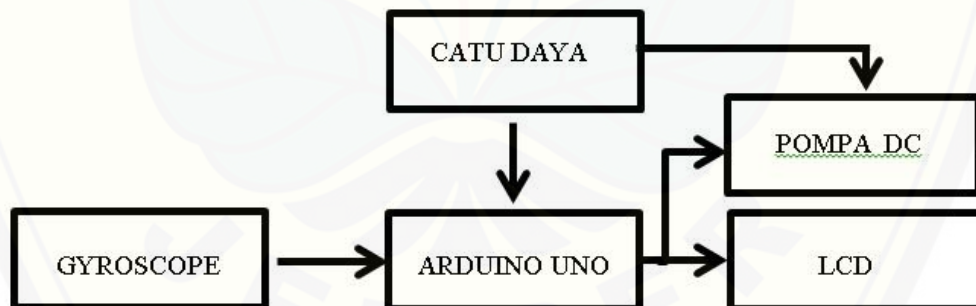 CATU DAYA
POMPA DC
GYROSCOPE
ARDUINO UNO
LCD